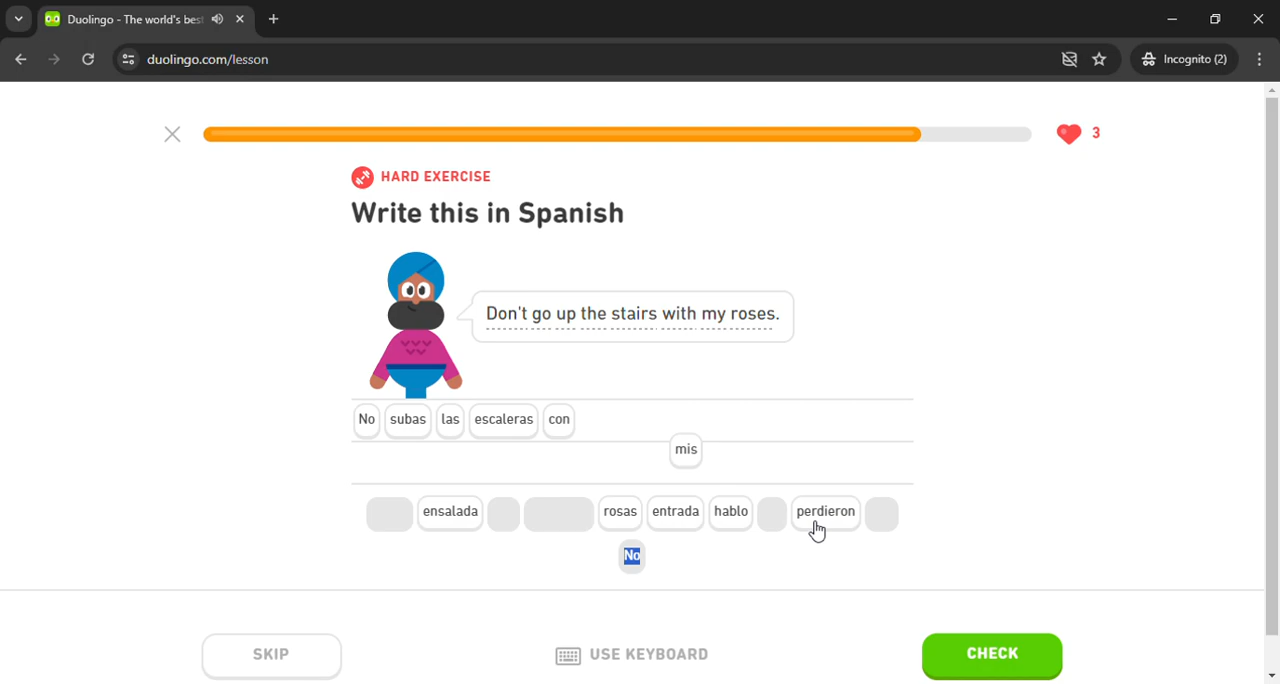 Duolingo - The world's bes
duolingo.com/lesson
Incognito (2)
3
HARD EXERCISE
Write this in Spanish
Don't go up the stairs with my roses.
No subas las escaleras con
mis
ensalada rosas entrada hablo perdieron
No
SKIP USE KEYBOARD CHECK